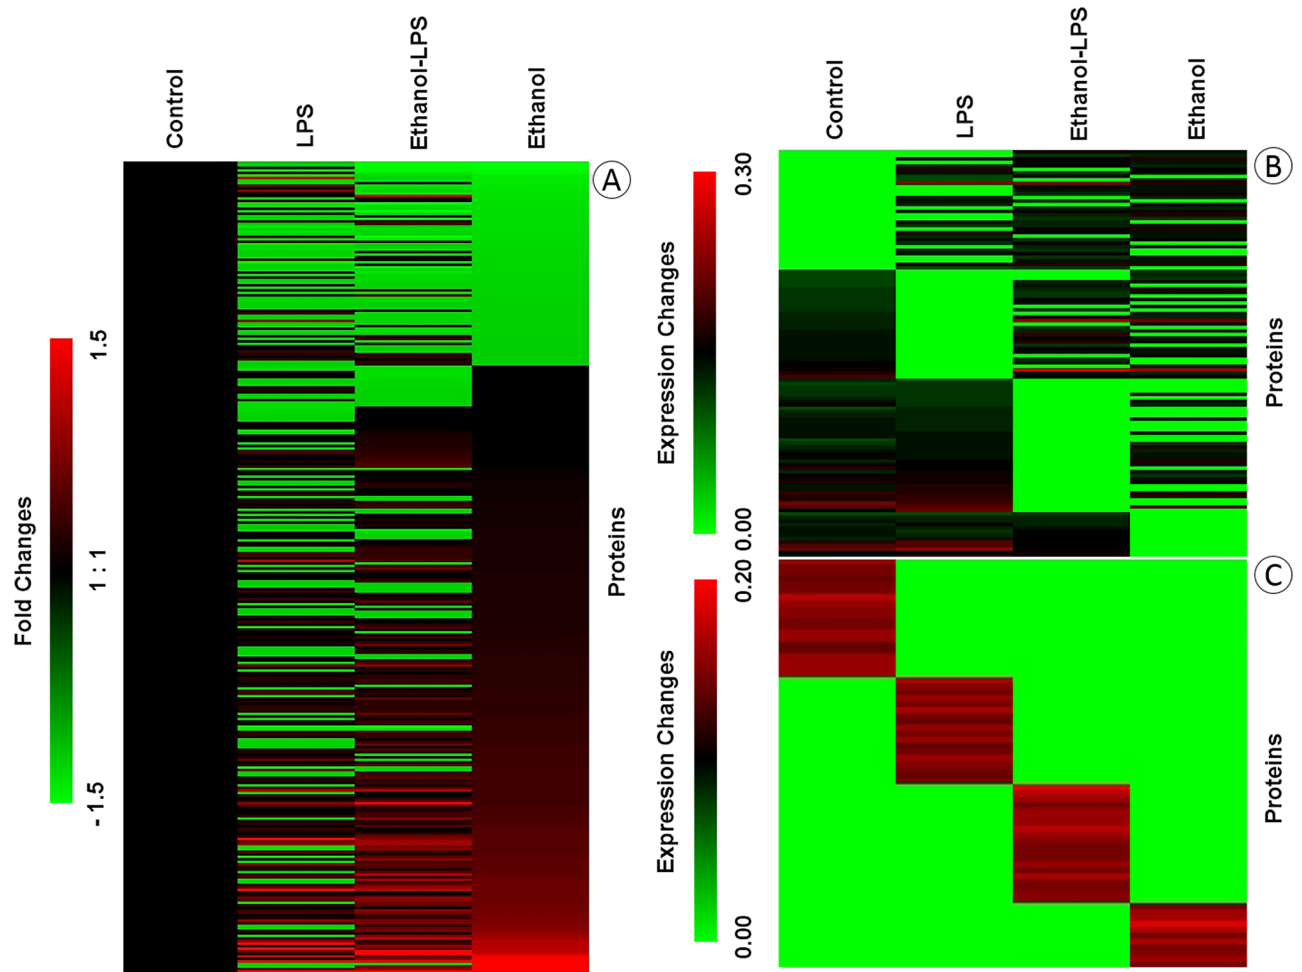 Control
LPS
Ethanol-LPS
Ethanol
A
Fold Changes
1.5
1 : 1
- 1.5
Proteins
Control
LPS
Ethanol-LPS
Ethanol
B
Expression Changes
0.30
0.00
Proteins
C
Expression Changes
0.20
0.00
Proteins